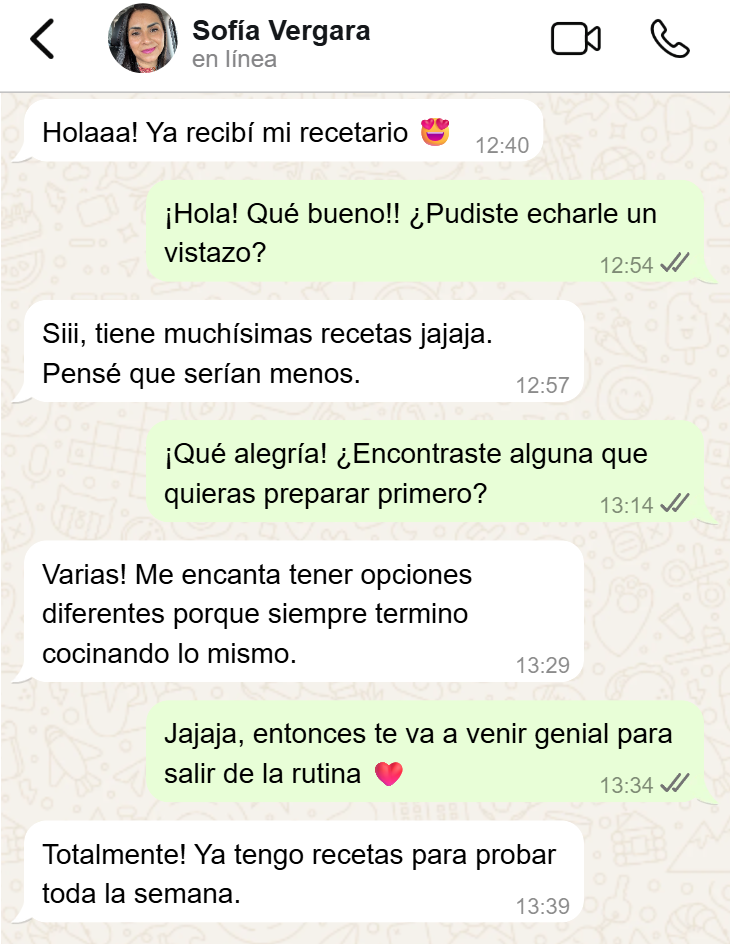 Sofía Vergara
en línea
Holaaa! Ya recibí mi recetario 😍
12:40
¡Hola! Qué bueno!! ¿Pudiste echarle un
vistazo?
12:54
Siii, tiene muchísimas recetas jajaja.
Pensé que serían menos.
12:57
¡Qué alegría! ¿Encontraste alguna que
quieras preparar primero?
13:14
Varias! Me encanta tener opciones
diferentes porque siempre termino
cocinando lo mismo.
13:29
Jajaja, entonces te va a venir genial para
salir de la rutina ❤️
13:34
Totalmente! Ya tengo recetas para probar
toda la semana.
13:39